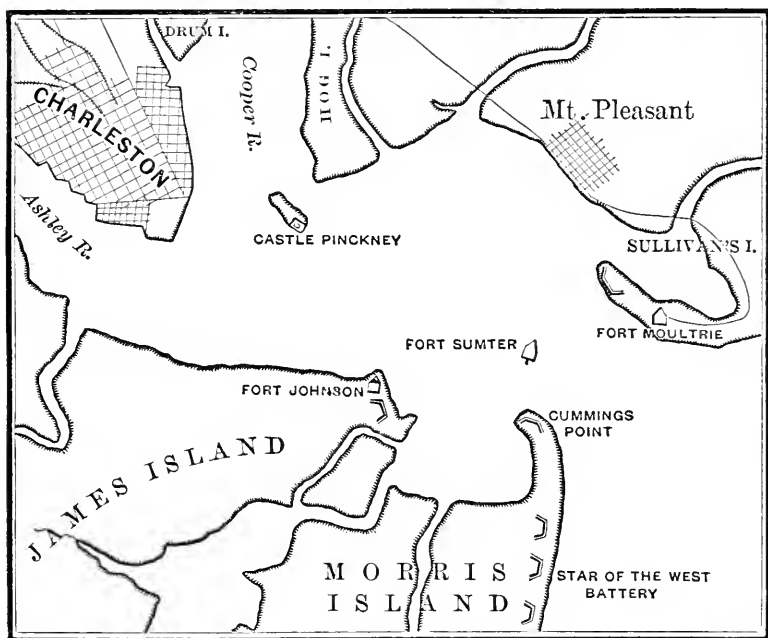 DRUM I.
Cooper R.
HOG I.
CHARLESTON
Mt. Pleasant
Ashley R.
CASTLE PINCKNEY
SULLIVAN'S I.
FORT MOULTRIE
FORT SUMTER
FORT JOHNSON
CUMMINGS
POINT
JAMES ISLAND
MORRIS
ISLAND
STAR OF THE WEST
BATTERY